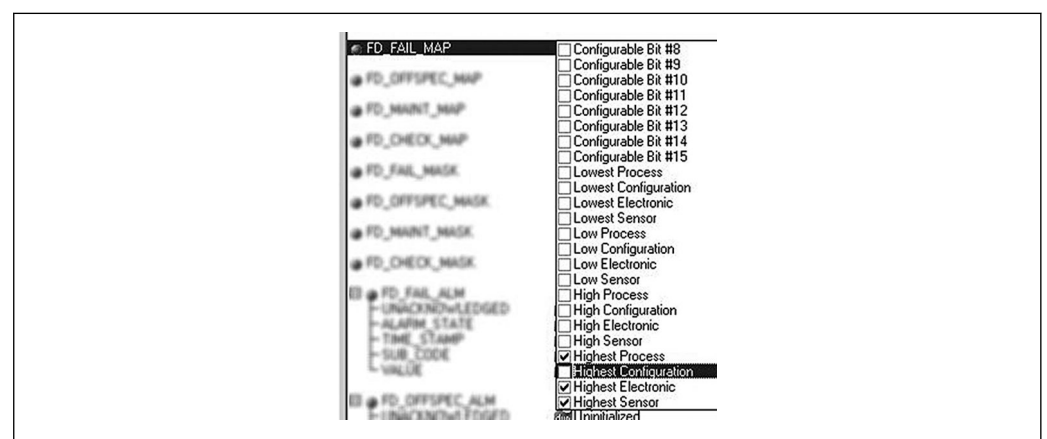 FD_FAIL_MAP
FD_OFFSPEC_MAP
FD_MAINT_MAP
FD_CHECK_MAP
FD_FAIL_MASK
FD_OFFSPEC_MASK
FD_MAINT_MASK
FD_CHECK_MASK
FD_FAIL_ALM
UNACKNOWLEDGED
ALARM_STATE
TIME_STAMP
SUB_CODE
VALUE
FD_OFFSPEC_ALM
UNACKNOWLEDGED
Configurable Bit #8
Configurable Bit #9
Configurable Bit #10
Configurable Bit #11
Configurable Bit #12
Configurable Bit #13
Configurable Bit #14
Configurable Bit #15
Lowest Process
Lowest Configuration
Lowest Electronic
Lowest Sensor
Low Process
Low Configuration
Low Electronic
Low Sensor
High Process
High Configuration
High Electronic
High Sensor
Highest Process
Highest Configuration
Highest Electronic
Highest Sensor
Uninitialized